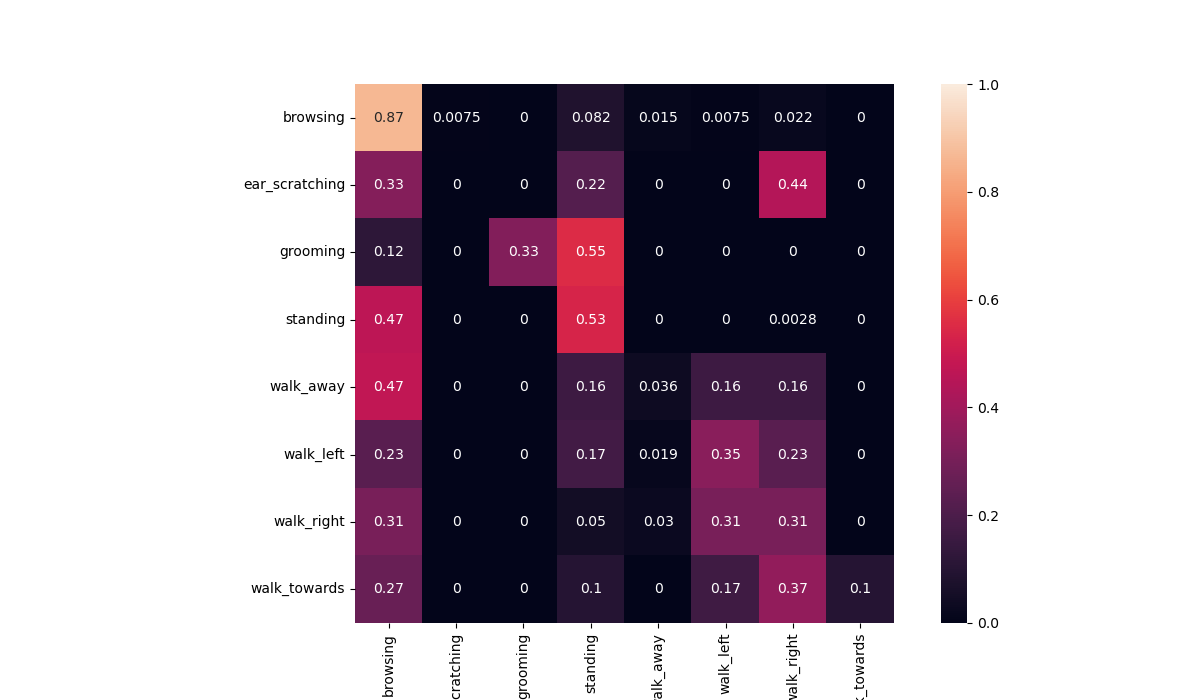 browsing 0.87 0.0075 0 0.082 0.015 0.0075 0.022 0
ear_scratching 0.33 0 0 0.22 0 0 0.44 0
grooming 0.12 0 0.33 0.55 0 0 0 0
standing 0.47 0 0 0.53 0 0 0.0028 0
walk_away 0.47 0 0 0.16 0.036 0.16 0.16 0
walk_left 0.23 0 0 0.17 0.019 0.35 0.23 0
walk_right 0.31 0 0 0.05 0.03 0.31 0.31 0
walk_towards 0.27 0 0 0.1 0 0.17 0.37 0.1
browsing
cratching
grooming
standing
alk_away
walk_left
walk_right
k_towards
1.0
0.8
0.6
0.4
0.2
0.0